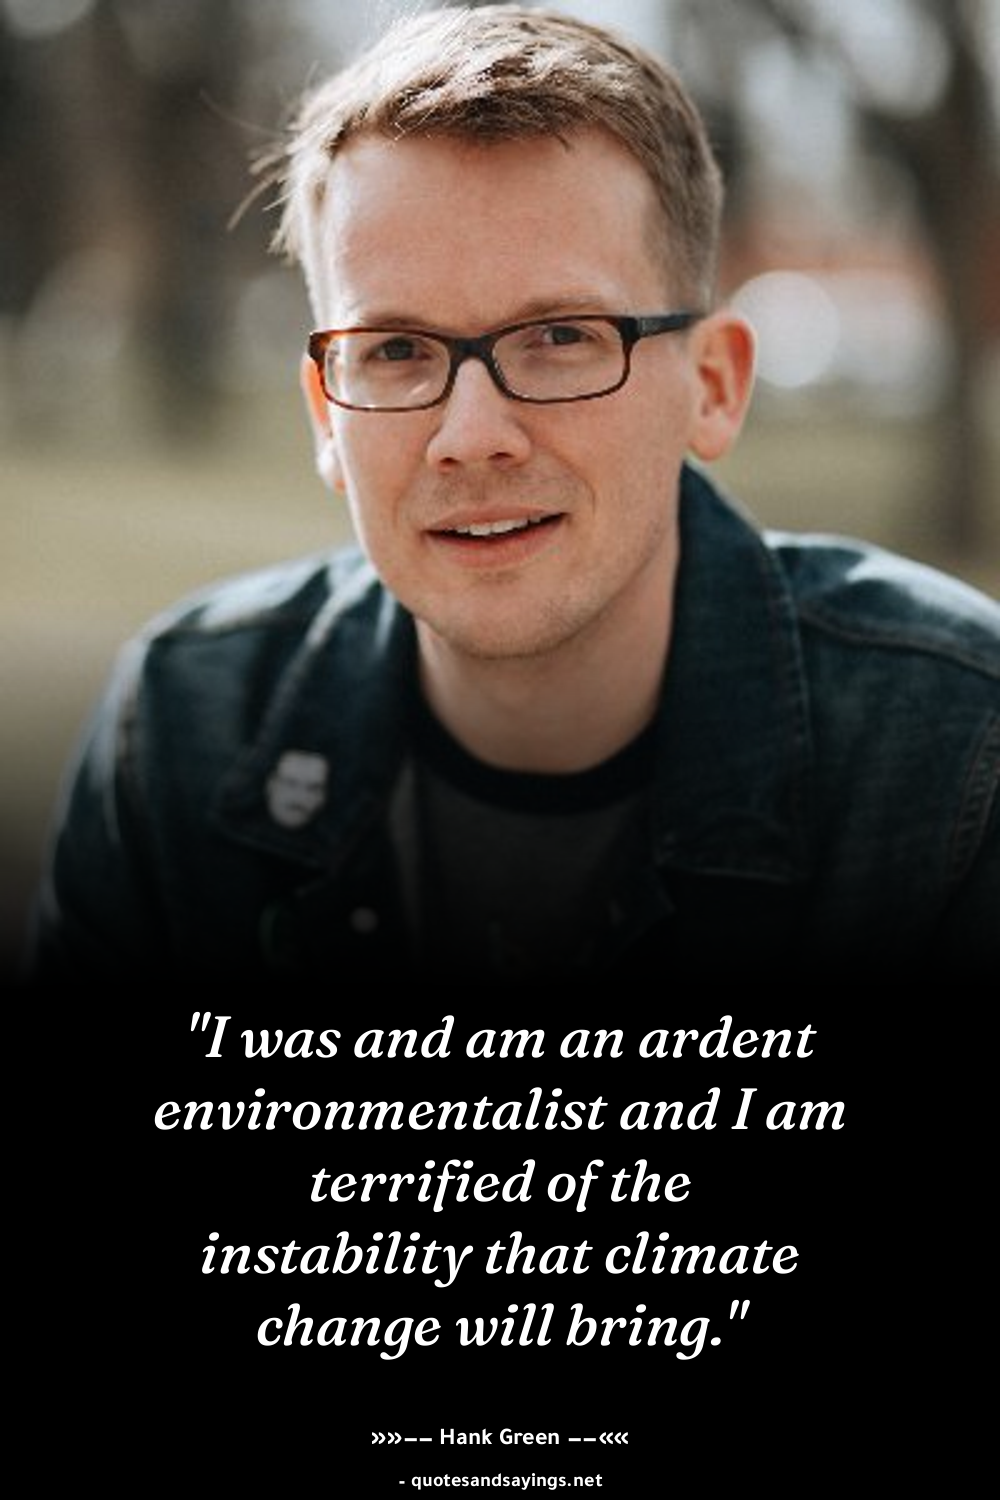 "I was and am an ardent
environmentalist and I am
terrified of the
instability that climate
change will bring."
»»−− Hank Green −−««
- quotesandsayings.net